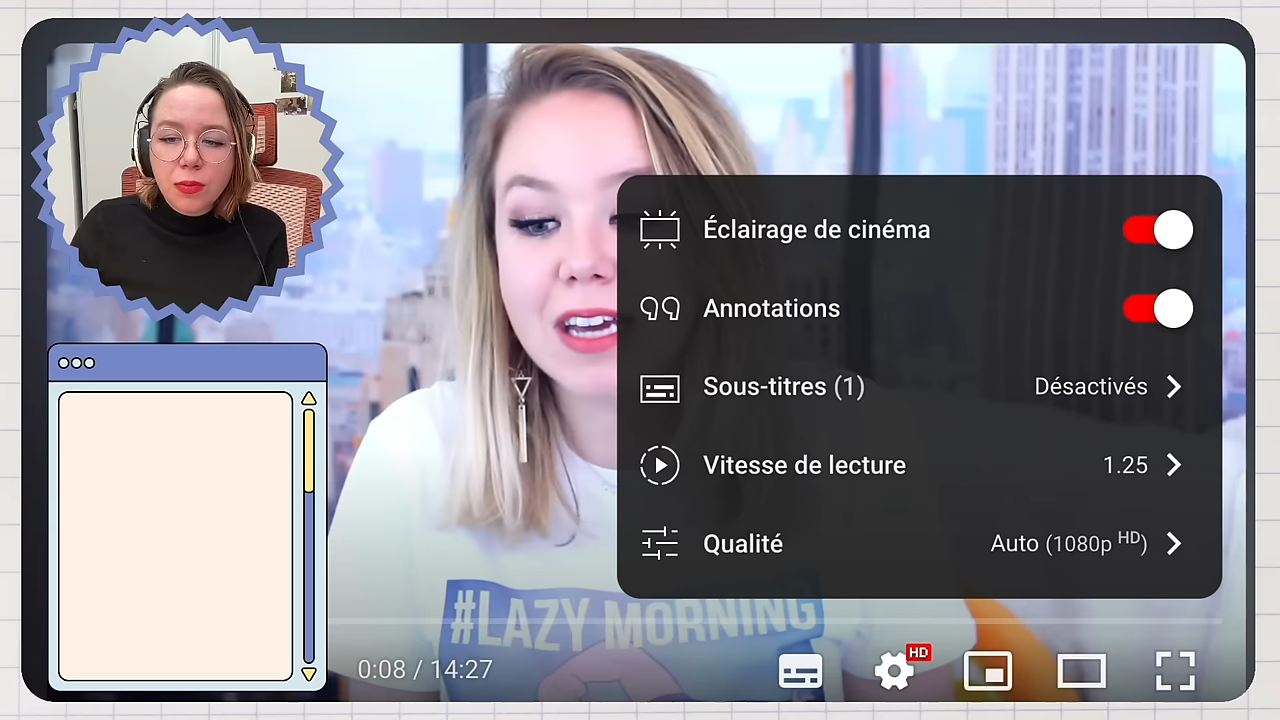 Éclairage de cinéma
Annotations
Sous-titres (1) Désactivés
Vitesse de lecture 1.25
Qualité Auto (1080p HD)
#LAZY MORNING
0:08 / 14:27
HD